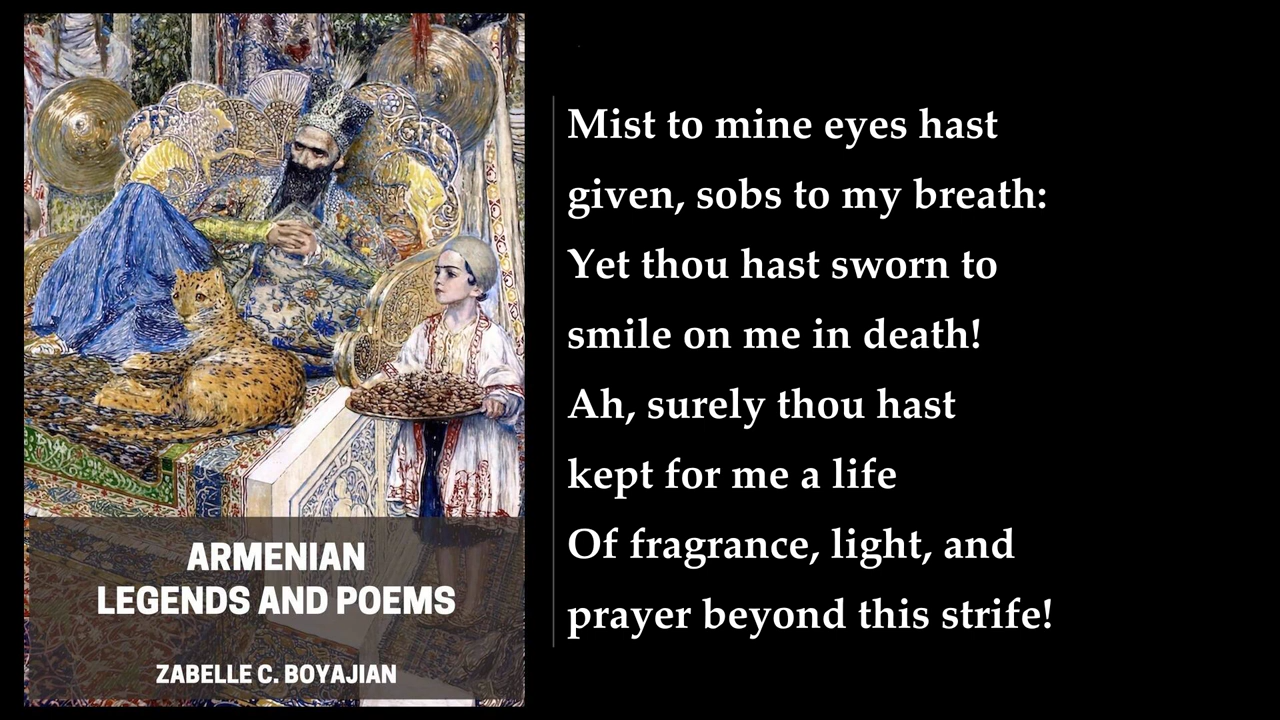 ARMENIAN
LEGENDS AND POEMS
ZABELLE C. BOYAJIAN
Mist to mine eyes hast
given, sobs to my breath:
Yet thou hast sworn to
smile on me in death!
Ah, surely thou hast
kept for me a life
Of fragrance, light, and
prayer beyond this strife!